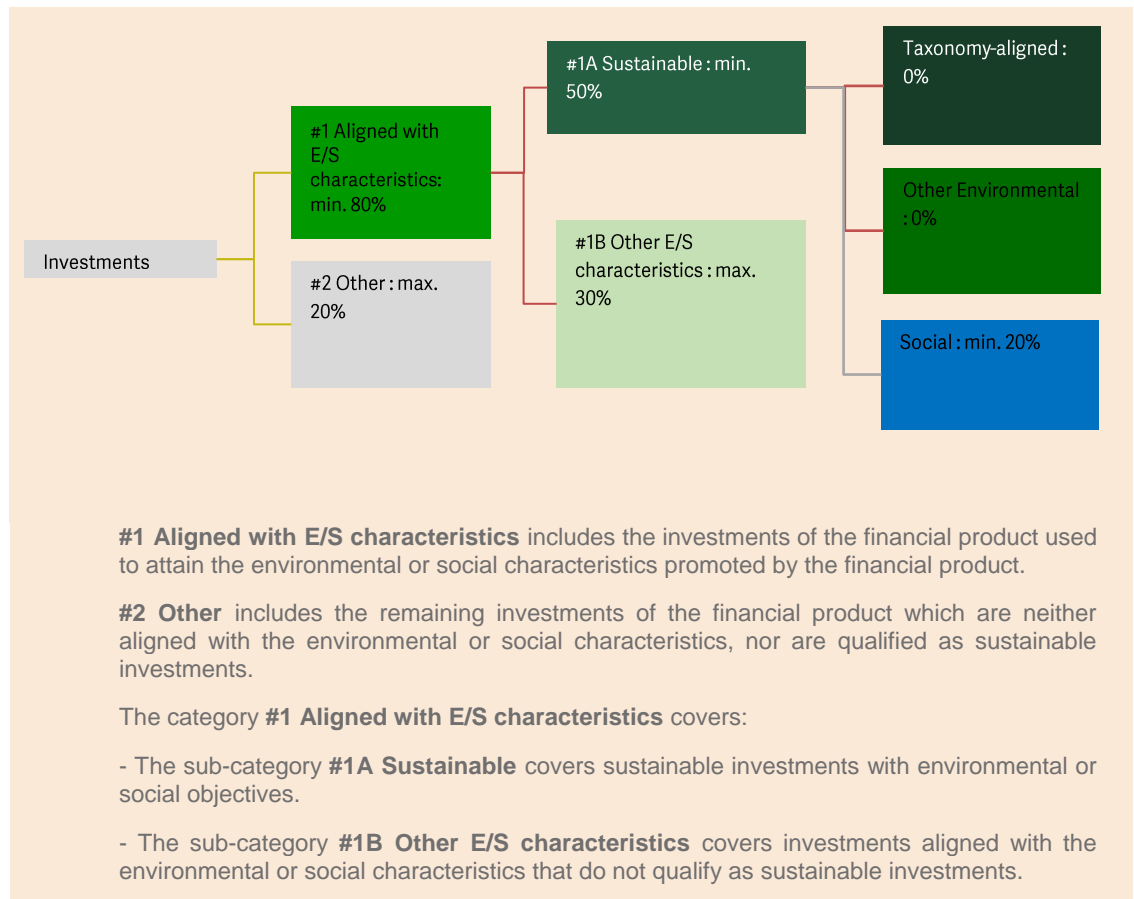 Investments
#1 Aligned with
E/S
characteristics:
min. 80%
#2 Other : max.
20%
#1A Sustainable : min.
50%
#1B Other E/S
characteristics : max.
30%
Taxonomy-aligned :
0%
Other Environmental
: 0%
Social : min. 20%
#1 Aligned with E/S characteristics includes the investments of the financial product used
to attain the environmental or social characteristics promoted by the financial product.
#2 Other includes the remaining investments of the financial product which are neither
aligned with the environmental or social characteristics, nor are qualified as sustainable
investments.
The category #1 Aligned with E/S characteristics covers:
- The sub-category #1A Sustainable covers sustainable investments with environmental or
social objectives.
- The sub-category #1B Other E/S characteristics covers investments aligned with the
environmental or social characteristics that do not qualify as sustainable investments.